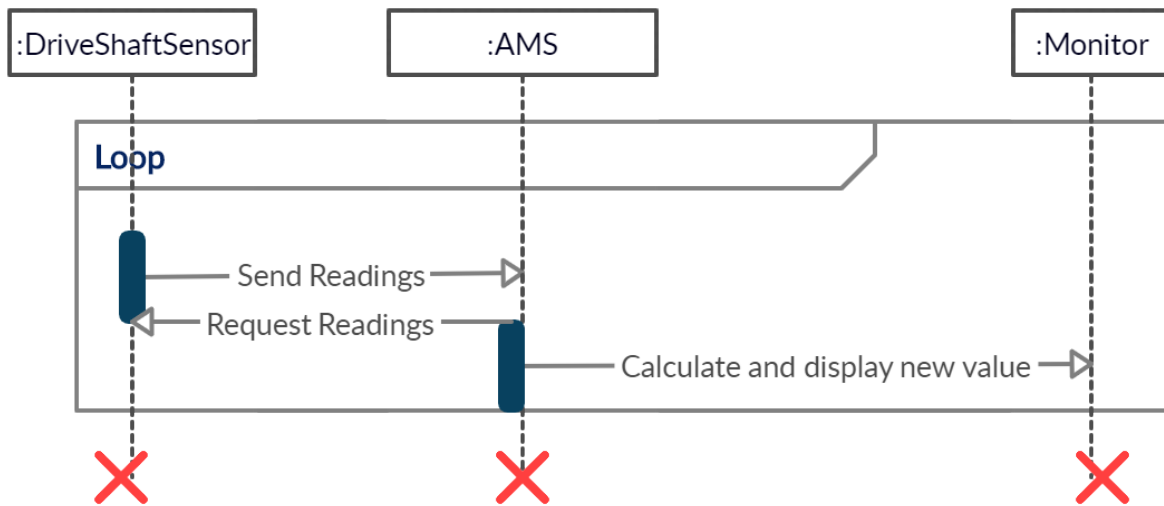 :DriveShaftSensor
:AMS
:Monitor
Loop
Send Readings
Request Readings
Calculate and display new value